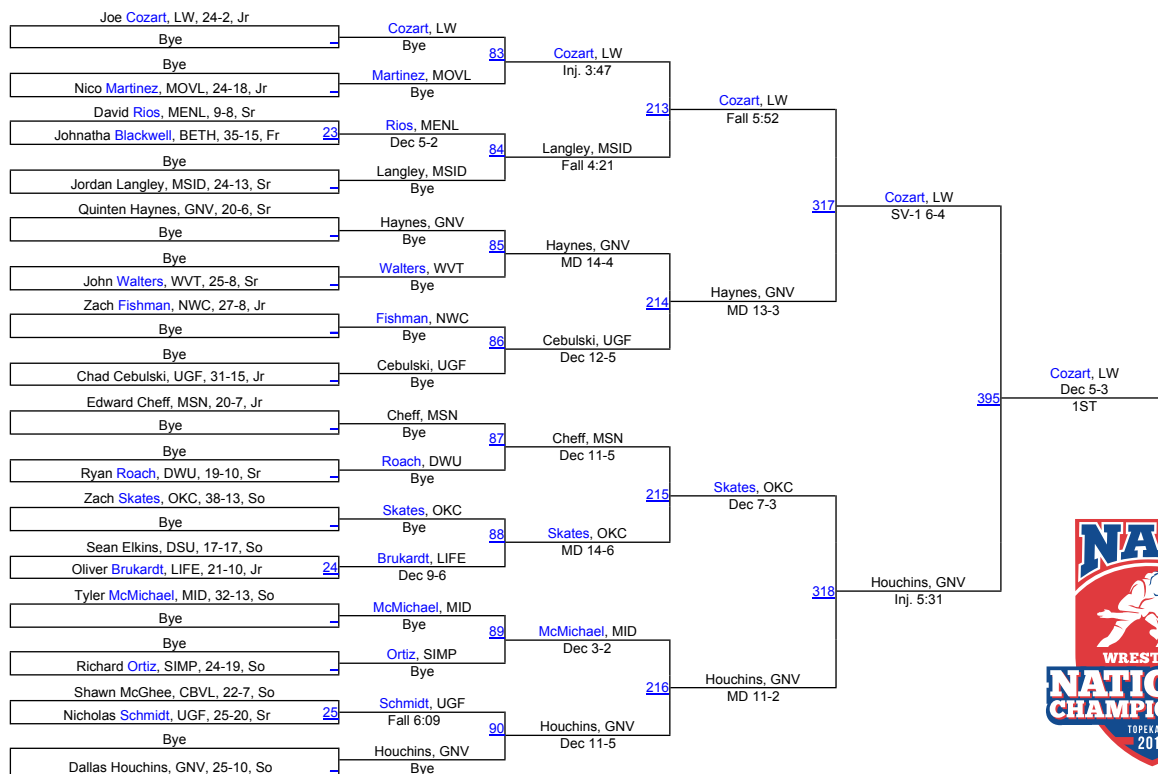 Joe Cozart, LW, 24-2, Jr
Bye
Bye
Nico Martinez, MOVL, 24-18, Jr
David Rios, MENL, 9-8, Sr
Johnatha Blackwell, BETH, 35-15, Fr
23
Bye
Jordan Langley, MSID, 24-13, Sr
Quinten Haynes, GNV, 20-6, Sr
Bye
Bye
John Walters, WVT, 25-8, Sr
Zach Fishman, NWC, 27-8, Jr
Bye
Bye
Chad Cebulski, UGF, 31-15, Jr
Edward Cheff, MSN, 20-7, Jr
Bye
Bye
Ryan Roach, DWU, 19-10, Sr
Zach Skates, OKC, 38-13, So
Bye
Sean Elkins, DSU, 17-17, So
Oliver Brukardt, LIFE, 21-10, Jr
24
Tyler McMichael, MID, 32-13, So
Bye
Bye
Richard Ortiz, SIMP, 24-19, So
Shawn McGhee, CBVL, 22-7, So
Nicholas Schmidt, UGF, 25-20, Sr
25
Bye
Dallas Houchins, GNV, 25-10, So
Cozart, LW
Bye
83
Martinez, MOVL
Bye
Rios, MENL
Dec 5-2
84
Langley, MSID
Bye
Haynes, GNV
Bye
85
Walters, WVT
Bye
Fishman, NWC
Bye
86
Cebulski, UGF
Bye
Cheff, MSN
Bye
87
Roach, DWU
Bye
Skates, OKC
Bye
88
Brukardt, LIFE
Dec 9-6
McMichael, MID
Bye
89
Ortiz, SIMP
Bye
Schmidt, UGF
Fall 6:09
90
Houchins, GNV
Bye
Cozart, LW
Inj. 3:47
213
Langley, MSID
Fall 4:21
Haynes, GNV
MD 14-4
214
Cebulski, UGF
Dec 12-5
Cheff, MSN
Dec 11-5
215
Skates, OKC
MD 14-6
McMichael, MID
Dec 3-2
216
Houchins, GNV
Dec 11-5
Cozart, LW
Fall 5:52
317
Haynes, GNV
MD 13-3
Skates, OKC
Dec 7-3
318
Houchins, GNV
MD 11-2
Cozart, LW
SV-1 6-4
395
Houchins, GNV
Inj. 5:31
Cozart, LW
Dec 5-3
1ST